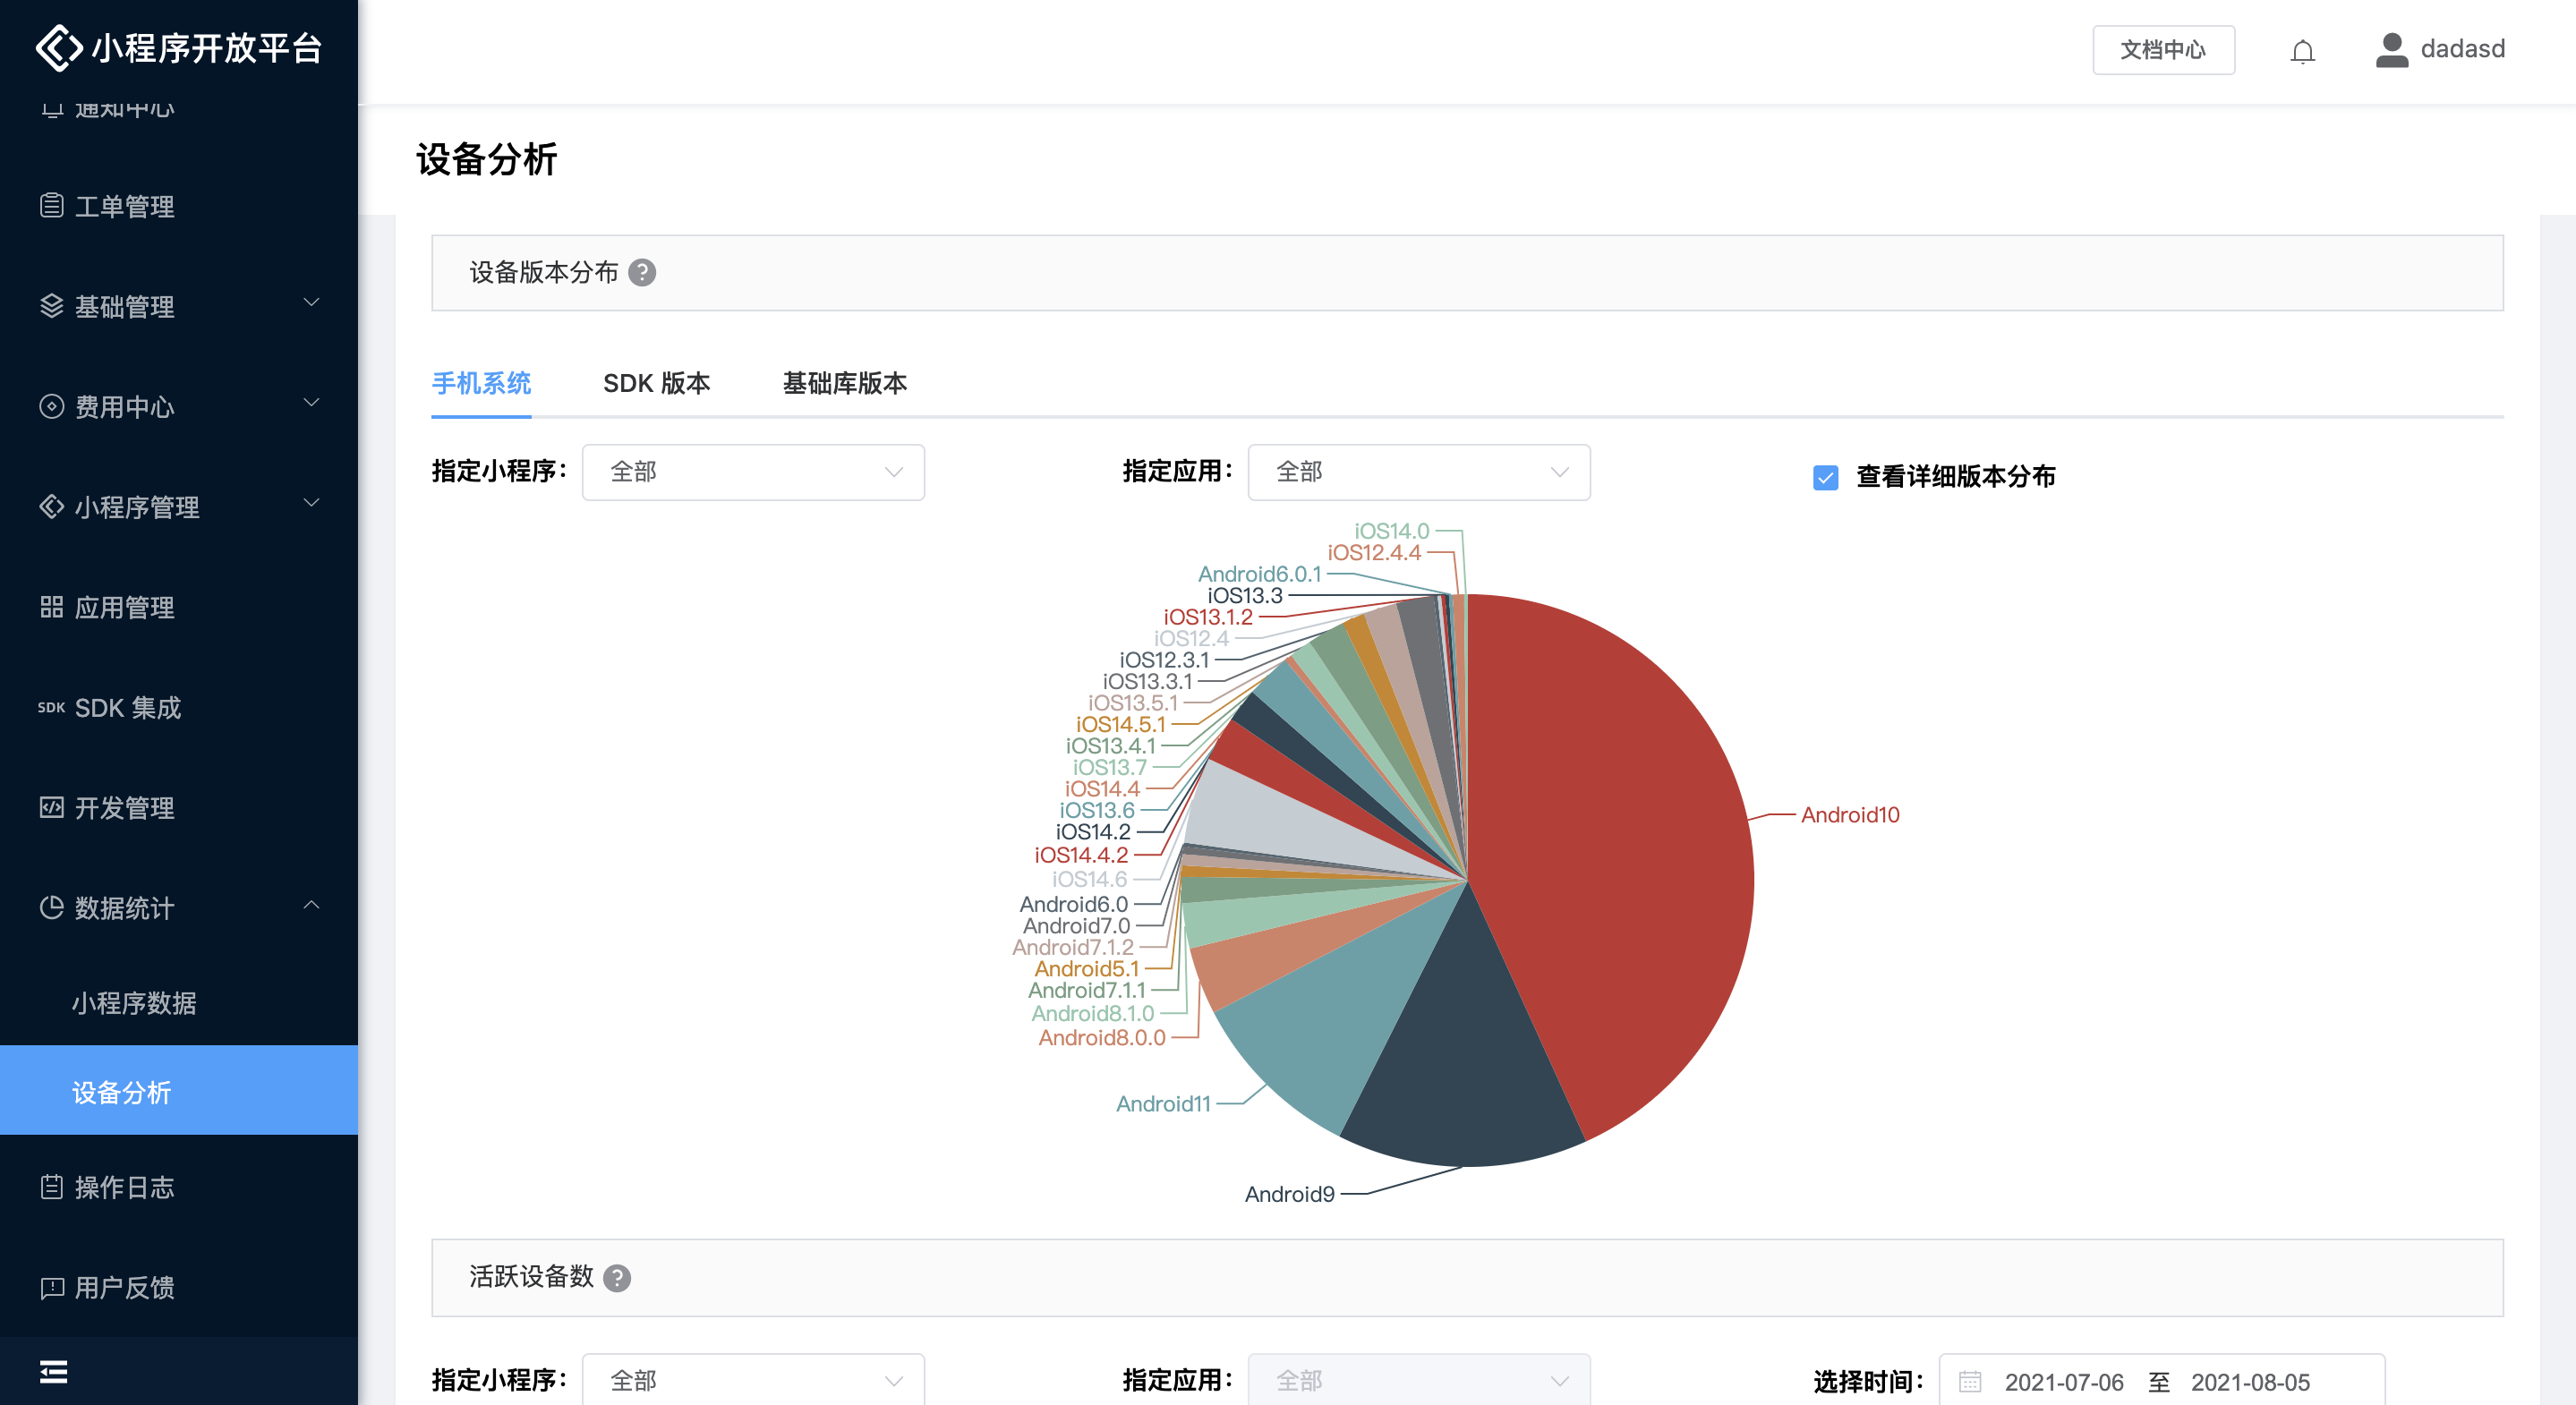 小程序开放平台
通知中心
工单管理
基础管理
费用中心
小程序管理
应用管理
SDK SDK 集成
开发管理
数据统计
小程序数据
设备分析
操作日志
用户反馈
文档中心
dadasd
设备分析
设备版本分布 ?
手机系统 SDK 版本 基础库版本
指定小程序： 全部 指定应用： 全部 查看详细版本分布
iOS14.0
iOS12.4.4
Android6.0.1
iOS13.3
iOS13.1.2
iOS12.4
iOS12.3.1
iOS13.3.1
iOS13.5.1
iOS14.5.1
iOS13.4.1
iOS13.7
iOS14.4
iOS13.6
iOS14.2
iOS14.4.2
iOS14.6
Android6.0
Android7.0
Android7.1.2
Android5.1
Android7.1.1
Android8.1.0
Android8.0.0
Android11
Android9
Android10
活跃设备数 ?
指定小程序： 全部 指定应用： 全部 选择时间： 2021-07-06 至 2021-08-05